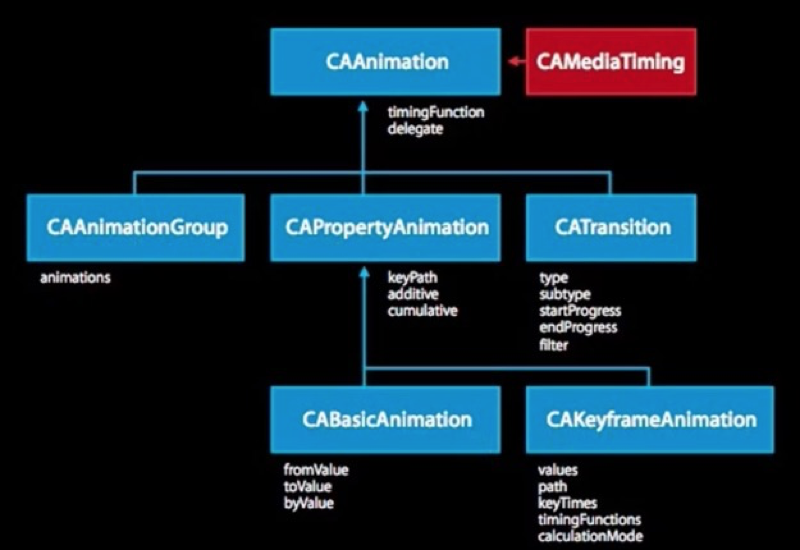 CAAnimation
CAMediaTiming
timingFunction
delegate
CAAnimationGroup
CAPropertyAnimation
CATransition
animations
keyPath
additive
cumulative
type
subtype
startProgress
endProgress
filter
CABasicAnimation
CAKeyframeAnimation
fromValue
toValue
byValue
values
path
keyTimes
timingFunctions
calculationMode